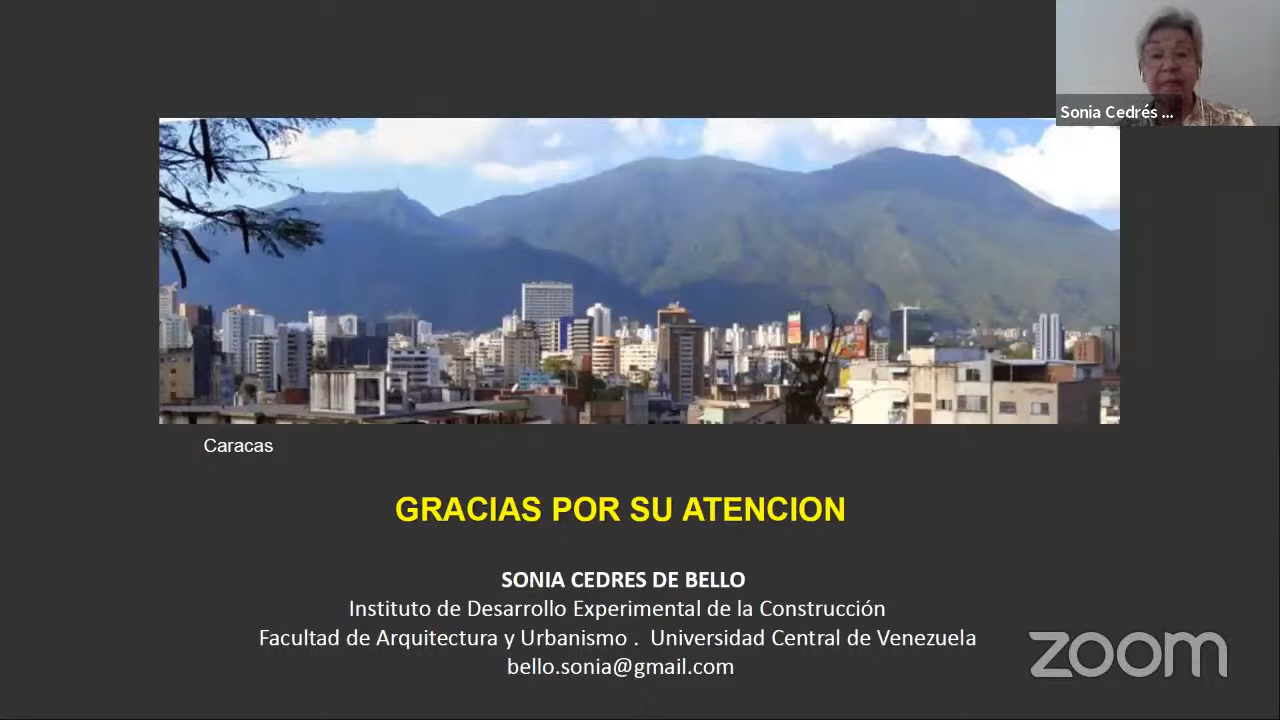 Sonia Cedrés ...
Caracas
GRACIAS POR SU ATENCION
SONIA CEDRES DE BELLO
Instituto de Desarrollo Experimental de la Construcción
Facultad de Arquitectura y Urbanismo . Universidad Central de Venezuela
bello.sonia@gmail.com
zoom